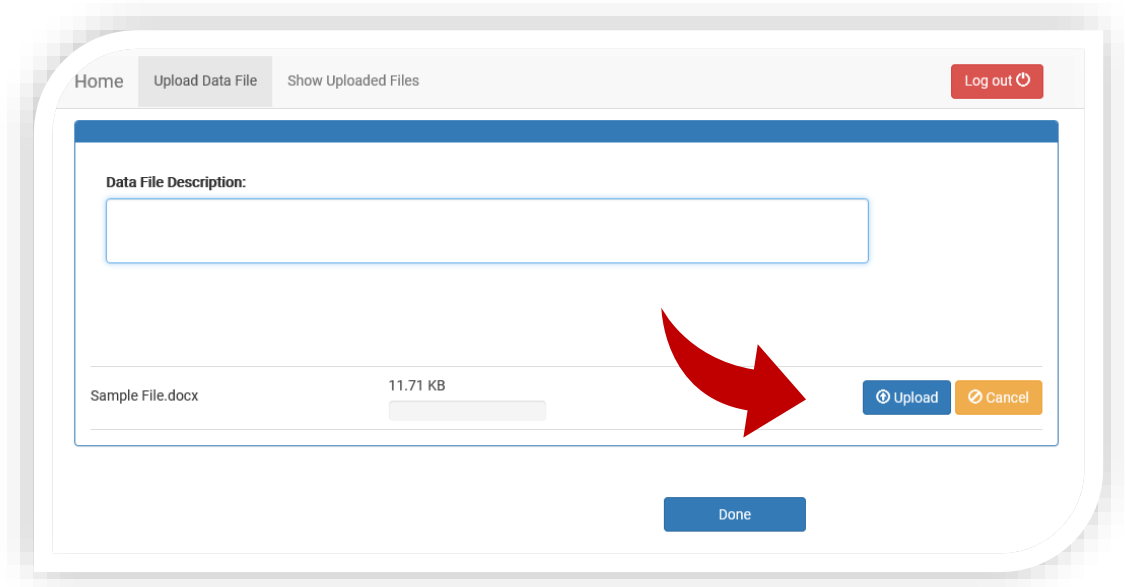 Home Upload Data File Show Uploaded Files Log out
Data File Description:
11.71 KB
Sample File.docx Upload Cancel
Done